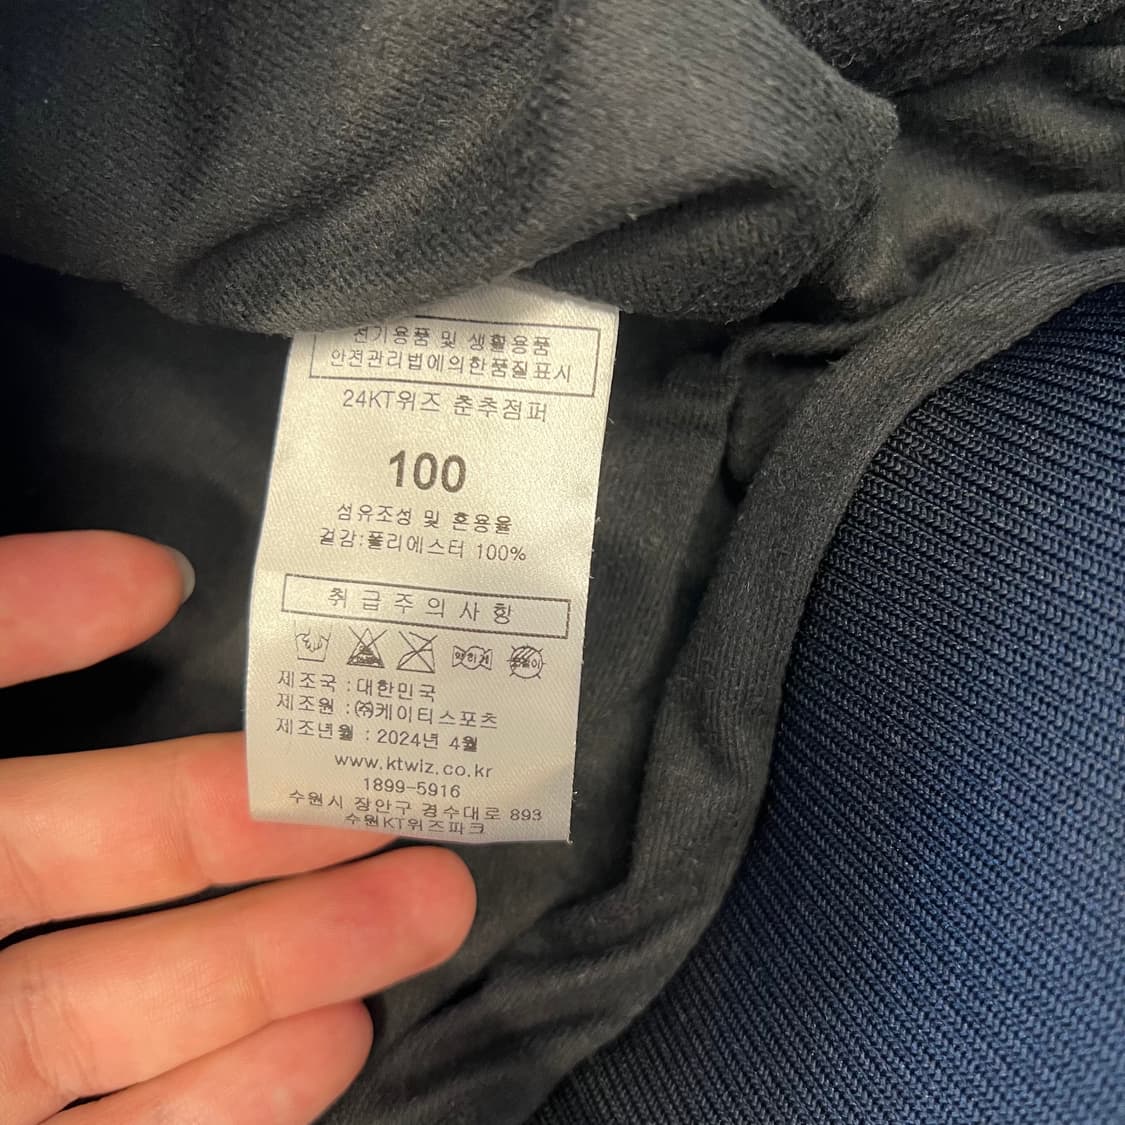 전기용품 및 생활용품
안전관리법에의한품질표시
24KT위즈 춘추점퍼
100
섬유조성 및 혼용율
겉감:폴리에스터 100%
취급주의사항
약하게
제조국 : 대한민국
제조원 : ㈜케이티스포츠
제조년월 : 2024년 4월
www.ktwiz.co.kr
1899-5916
수원시 장안구 경수대로 893
수원KT위즈파크